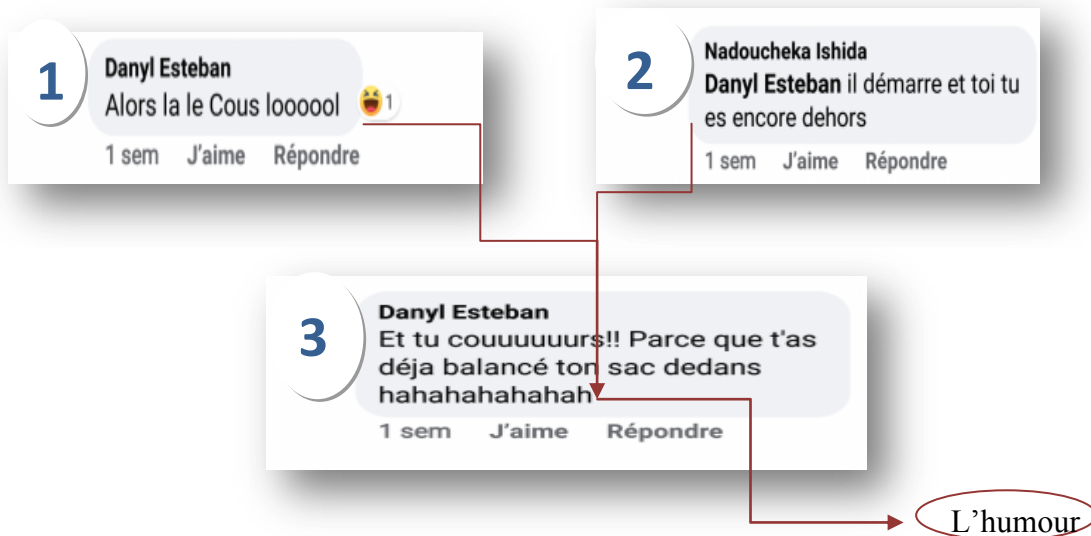 1
Danyl Esteban
Alors la le Cous loooool
1
1 sem J'aime Répondre
2
Nadoucheka Ishida
Danyl Esteban il démarre et toi tu
es encore dehors
1 sem J'aime Répondre
3
Danyl Esteban
Et tu couuuuuurs!! Parce que t'as
déja balancé ton sac dedans
hahahahahahah
1 sem J'aime Répondre
L'humour